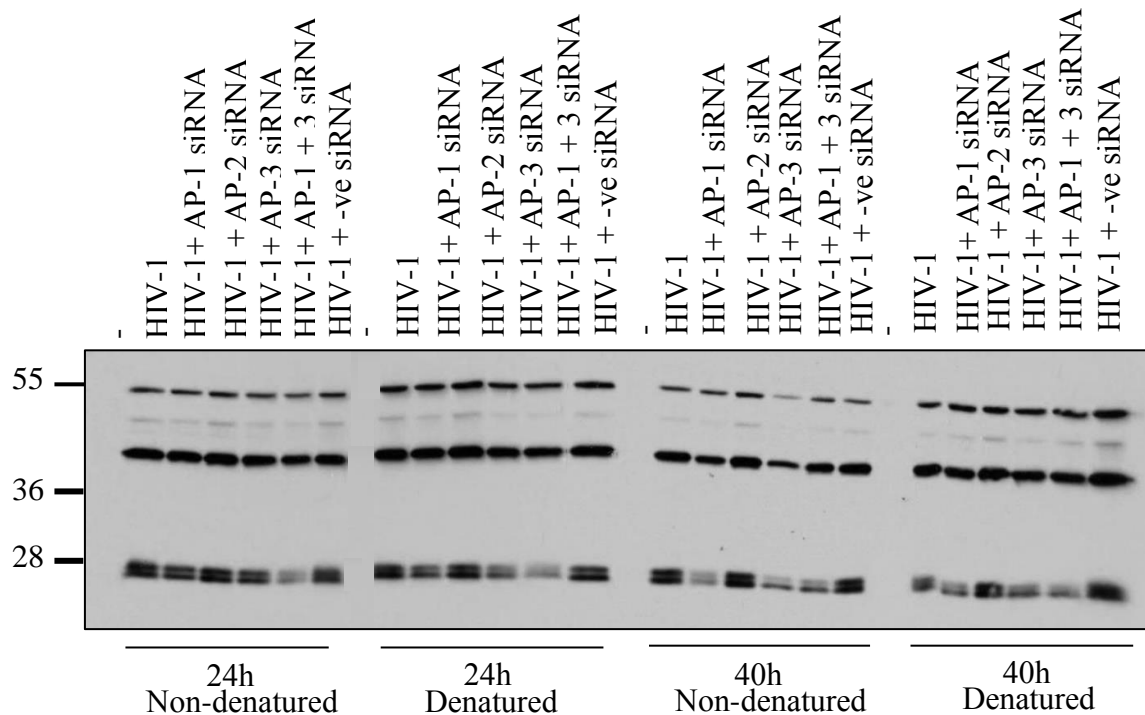 -
HIV-1
HIV-1+ AP-1 siRNA
HIV-1 + AP-2 siRNA
HIV-1+ AP-3 siRNA
HIV-1+ AP-1 + 3 siRNA
HIV-1 + -ve siRNA
-
HIV-1
HIV-1+ AP-1 siRNA
HIV-1 + AP-2 siRNA
HIV-1+ AP-3 siRNA
HIV-1+ AP-1 + 3 siRNA
HIV-1 + -ve siRNA
-
HIV-1
HIV-1+ AP-1 siRNA
HIV-1 + AP-2 siRNA
HIV-1+ AP-3 siRNA
HIV-1+ AP-1 + 3 siRNA
HIV-1 + -ve siRNA
-
HIV-1
HIV-1+ AP-1 siRNA
HIV-1 + AP-2 siRNA
HIV-1+ AP-3 siRNA
HIV-1+ AP-1 + 3 siRNA
HIV-1 + -ve siRNA
55
36
28
24h
Non-denatured
24h
Denatured
40h
Non-denatured
40h
Denatured